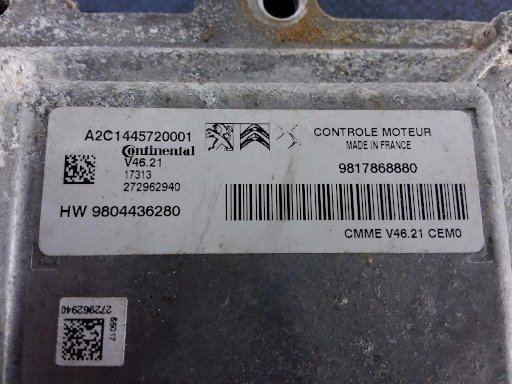 A2C1445720001
Continental
V46.21
17313
272962940
HW 9804436280
CONTROLE MOTEUR
MADE IN FRANCE
9817868880
CMME V46.21 CEM0
55017
272962940